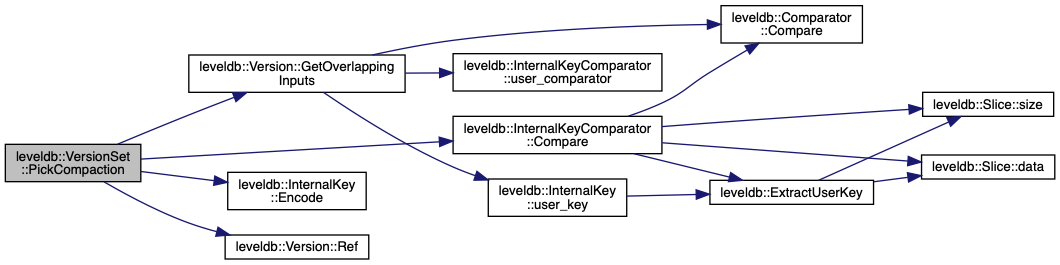 leveldb::VersionSet
::PickCompaction
leveldb::Version::GetOverlapping
Inputs
leveldb::InternalKey
::Encode
leveldb::Version::Ref
leveldb::Comparator
::Compare
leveldb::InternalKeyComparator
::user_comparator
leveldb::InternalKeyComparator
::Compare
leveldb::InternalKey
::user_key
leveldb::ExtractUserKey
leveldb::Slice::size
leveldb::Slice::data